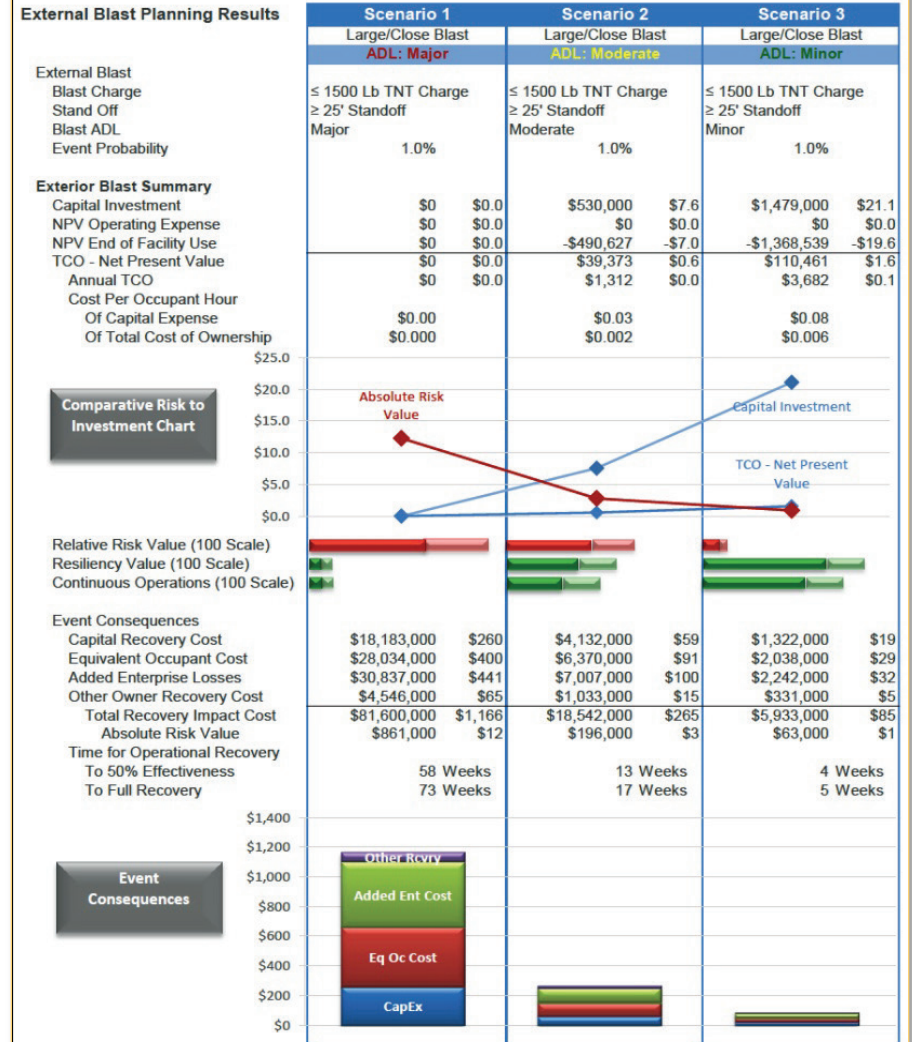 External Blast Planning Results Scenario 1 Scenario 2 Scenario 3
Large/Close Blast Large/Close Blast Large/Close Blast
ADL: Major ADL: Moderate ADL: Minor
External Blast
Blast Charge ≤ 1500 Lb TNT Charge ≤ 1500 Lb TNT Charge ≤ 1500 Lb TNT Charge
Stand Off ≥ 25' Standoff ≥ 25' Standoff ≥ 25' Standoff
Blast ADL Major Moderate Minor
Event Probability 1.0% 1.0% 1.0%
Exterior Blast Summary
Capital Investment $0 $0.0 $530,000 $7.6 $1,479,000 $21.1
NPV Operating Expense $0 $0.0 $0 $0.0 $0 $0.0
NPV End of Facility Use $0 $0.0 -$490,627 -$7.0 -$1,368,539 -$19.6
TCO - Net Present Value $0 $0.0 $39,373 $0.6 $110,461 $1.6
Annual TCO $0 $0.0 $1,312 $0.0 $3,682 $0.1
Cost Per Occupant Hour
Of Capital Expense $0.00 $0.03 $0.08
Of Total Cost of Ownership $0.000 $0.002 $0.006
Comparative Risk to
Investment Chart
$25.0
$20.0
$15.0
$10.0
$5.0
$0.0
Absolute Risk
Value
Capital Investment
TCO - Net Present
Value
Relative Risk Value (100 Scale)
Resiliency Value (100 Scale)
Continuous Operations (100 Scale)
Event Consequences
Capital Recovery Cost $18,183,000 $260 $4,132,000 $59 $1,322,000 $19
Equivalent Occupant Cost $28,034,000 $400 $6,370,000 $91 $2,038,000 $29
Added Enterprise Losses $30,837,000 $441 $7,007,000 $100 $2,242,000 $32
Other Owner Recovery Cost $4,546,000 $65 $1,033,000 $15 $331,000 $5
Total Recovery Impact Cost $81,600,000 $1,166 $18,542,000 $265 $5,933,000 $85
Absolute Risk Value $861,000 $12 $196,000 $3 $63,000 $1
Time for Operational Recovery
To 50% Effectiveness 58 Weeks 13 Weeks 4 Weeks
To Full Recovery 73 Weeks 17 Weeks 5 Weeks
Event
Consequences
$1,400
$1,200
$1,000
$800
$600
$400
$200
$0
Other Rcvry
Added Ent Cost
Eq Oc Cost
CapEx